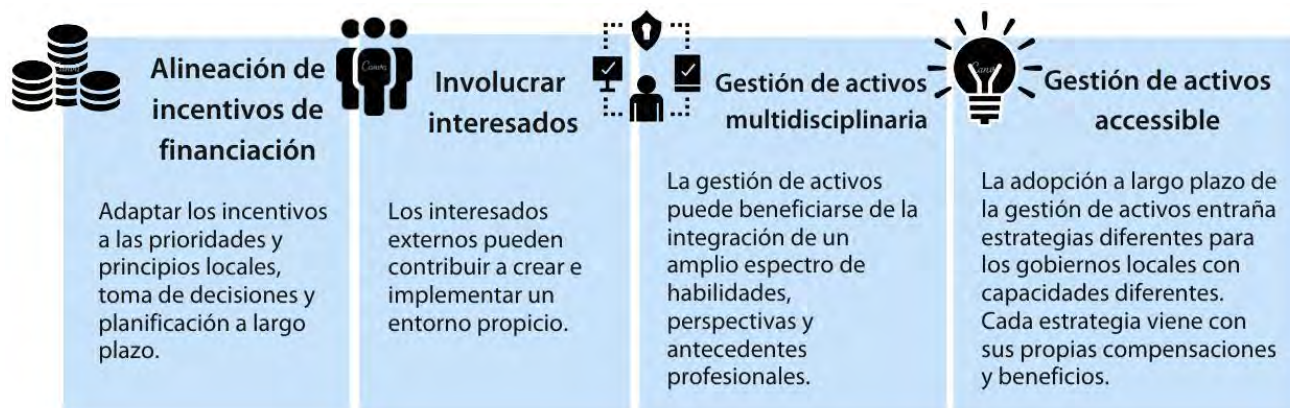 Alineación de
incentivos de
financiación
Adaptar los incentivos
a las prioridades y
principios locales,
toma de decisiones y
planificación a largo
plazo.
Involucrar
interesados
Los interesados
externos pueden
contribuir a crear e
implementar un
entorno propicio.
Gestión de activos
multidisciplinaria
La gestión de activos
puede beneficiarse de la
integración de un
amplio espectro de
habilidades,
perspectivas y
antecedentes
profesionales.
Gestión de activos
accessible
La adopción a largo plazo de
la gestión de activos entraña
estrategias diferentes para
los gobiernos locales con
capacidades diferentes.
Cada estrategia viene con
sus propias compensaciones
y beneficios.
Canva
Canva
Canva